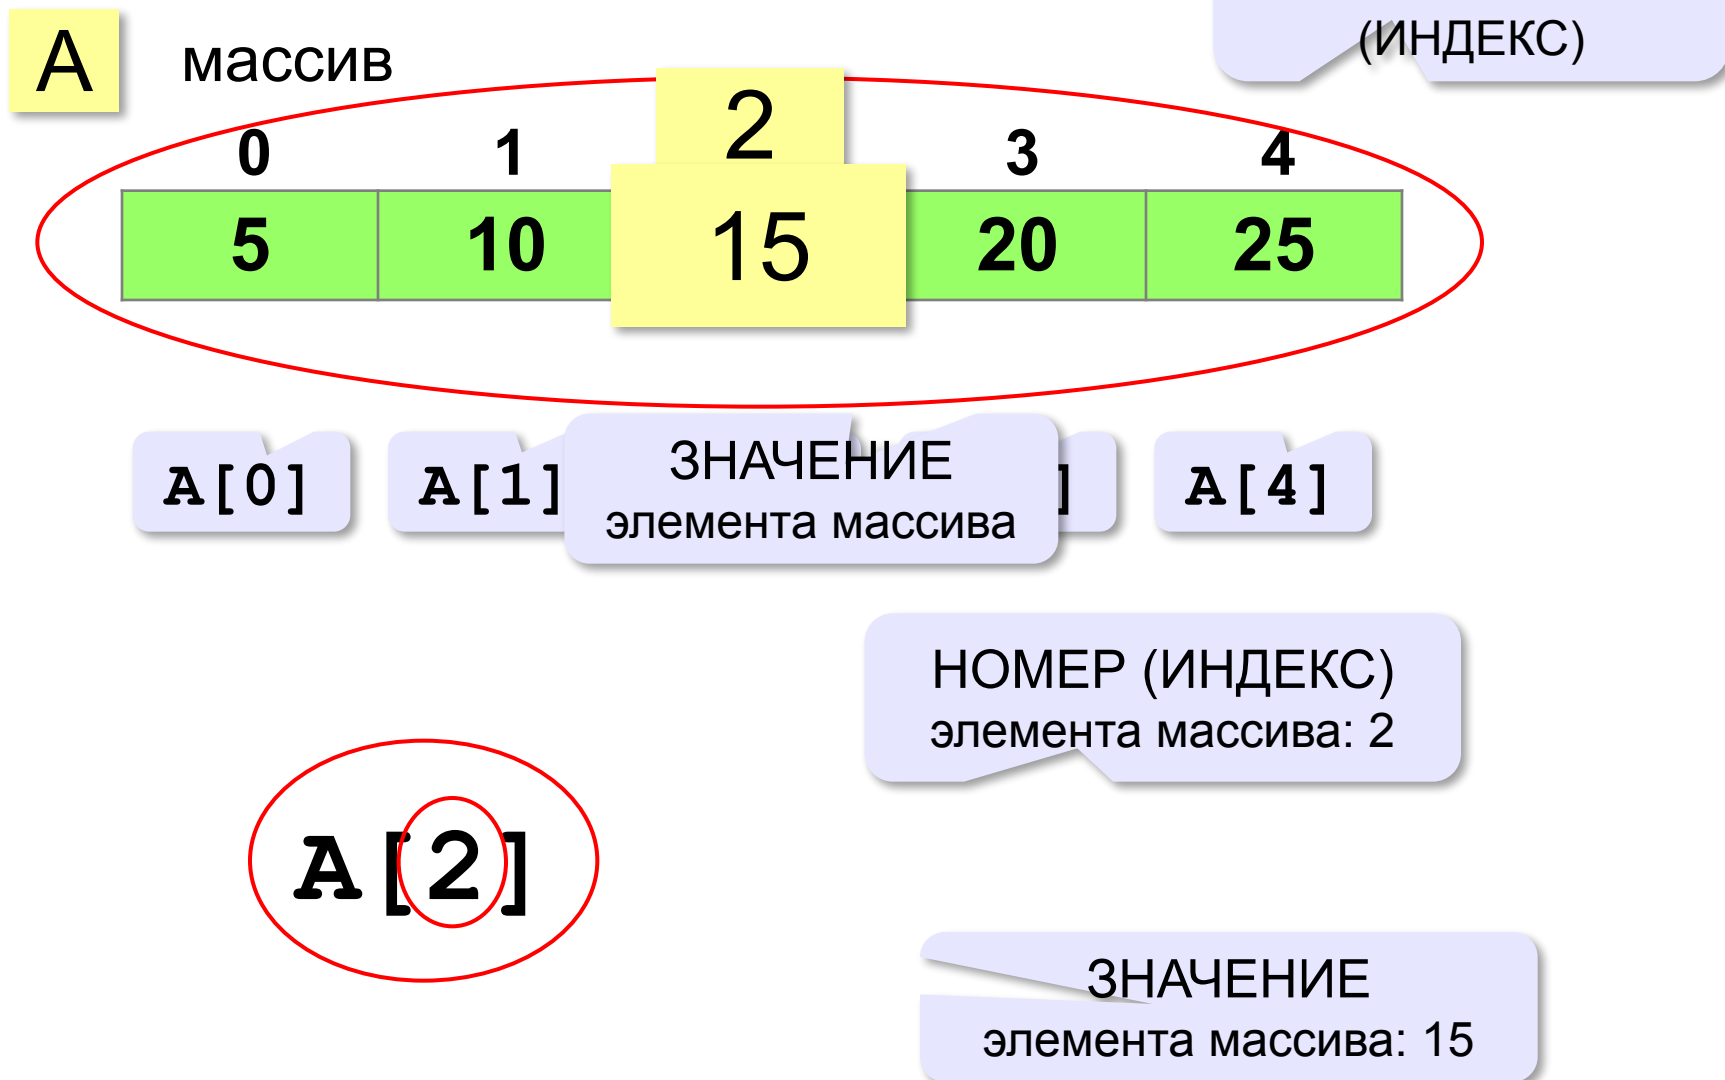 (ИНДЕКС)
A массив
0 1 2 3 4
5 10 15 20 25
A[0] A[1] ] A[4]
ЗНАЧЕНИЕ
элемента массива
НОМЕР (ИНДЕКС)
элемента массива: 2
A[2]
ЗНАЧЕНИЕ
элемента массива: 15